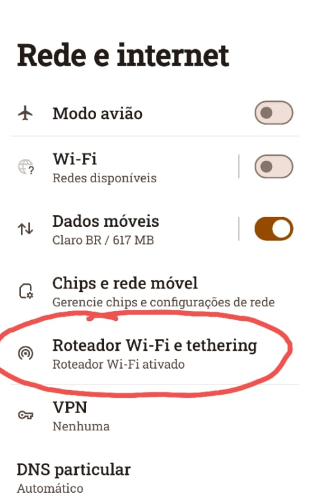 Rede e internet
Modo avião
Wi-Fi
Redes disponíveis
Dados móveis
Claro BR / 617 MB
Chips e rede móvel
Gerencie chips e configurações de rede
Roteador Wi-Fi e tethering
Roteador Wi-Fi ativado
VPN
Nenhuma
DNS particular
Automático